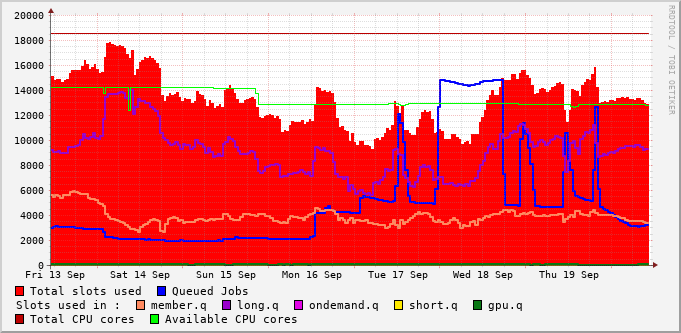 20000
18000
16000
14000
12000
10000
8000
6000
4000
2000
0
Fri 13 Sep Sat 14 Sep Sun 15 Sep Mon 16 Sep Tue 17 Sep Wed 18 Sep Thu 19 Sep
Total slots used Queued Jobs
Slots used in : member.q long.q ondemand.q short.q gpu.q
Total CPU cores Available CPU cores
RRDTOOL / TOBI OETIKER